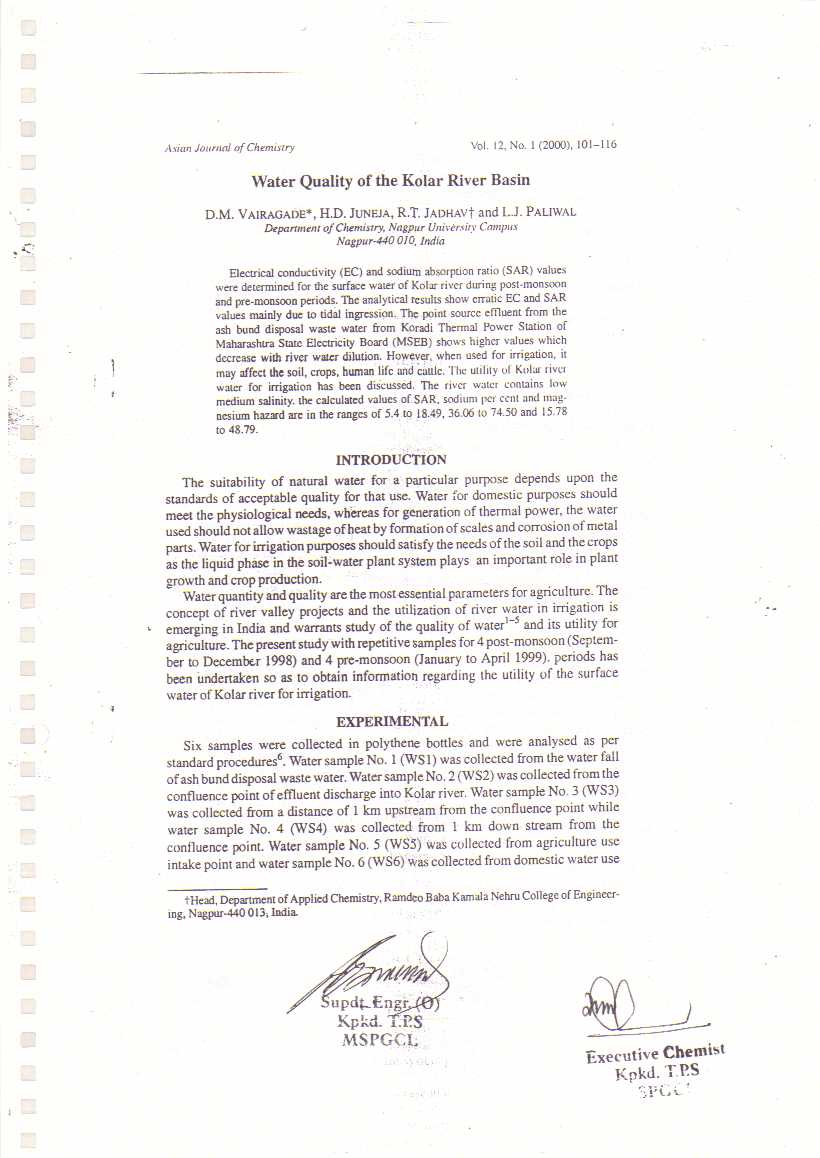 Asian Journal of Chemistry Vol. 12, No. 1 (2000), 101–116
Water Quality of the Kolar River Basin
D.M. VAIRAGADE*, H.D. JUNEJA, R.T. JADHAV† and L.J. PALIWAL
Department of Chemistry, Nagpur University Campus
Nagpur-440 010, India
Electrical conductivity (EC) and sodium absorption ratio (SAR) values
were determined for the surface water of Kolar river during post-monsoon
and pre-monsoon periods. The analytical results show erratic EC and SAR
values mainly due to tidal ingression. The point source effluent from the
ash bund disposal waste water from Koradi Thermal Power Station of
Maharashtra State Electricity Board (MSEB) shows higher values which
decrease with river water dilution. However, when used for irrigation, it
may affect the soil, crops, human life and cattle. The utility of Kolar river
water for irrigation has been discussed. The river water contains low
medium salinity. the calculated values of SAR, sodium per cent and mag-
nesium hazard are in the ranges of 5.4 to 18.49, 36.06 to 74.50 and 15.78
to 48.79.
INTRODUCTION
The suitability of natural water for a particular purpose depends upon the
standards of acceptable quality for that use. Water for domestic purposes should
meet the physiological needs, whereas for generation of thermal power, the water
used should not allow wastage of heat by formation of scales and corrosion of metal
parts. Water for irrigation purposes should satisfy the needs of the soil and the crops
as the liquid phase in the soil-water plant system plays an important role in plant
growth and crop production.
Water quantity and quality are the most essential parameters for agriculture. The
concept of river valley projects and the utilization of river water in irrigation is
emerging in India and warrants study of the quality of water¹⁻⁵ and its utility for
agriculture. The present study with repetitive samples for 4 post-monsoon (Septem-
ber to December 1998) and 4 pre-monsoon (January to April 1999). periods has
been undertaken so as to obtain information regarding the utility of the surface
water of Kolar river for irrigation.
EXPERIMENTAL
Six samples were collected in polythene bottles and were analysed as per
standard procedures⁶. Water sample No. 1 (WS1) was collected from the water fall
of ash bund disposal waste water. Water sample No. 2 (WS2) was collected from the
confluence point of effluent discharge into Kolar river. Water sample No. 3 (WS3)
was collected from a distance of 1 km upstream from the confluence point while
water sample No. 4 (WS4) was collected from 1 km down stream from the
confluence point. Water sample No. 5 (WS5) was collected from agriculture use
intake point and water sample No. 6 (WS6) was collected from domestic water use
†Head, Department of Applied Chemistry, Ramdeo Baba Kamala Nehru College of Engineer-
ing, Nagpur-440 013, India.
Supdt. Engr. (O)
Kpkd. T.P.S
MSPGCL
Executive Chemist
Kpkd. T.P.S
SPGC